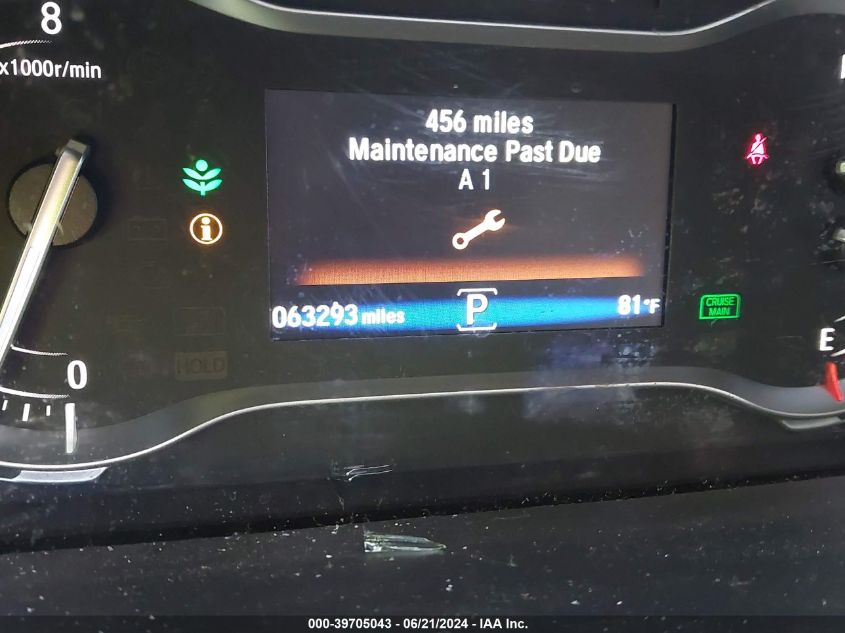 8
x1000r/min
456 miles
Maintenance Past Due
A 1
063293 miles
P
81°F
CRUISE
MAIN
HOLD
0
E
000-39705043 - 06/21/2024 - IAA Inc.